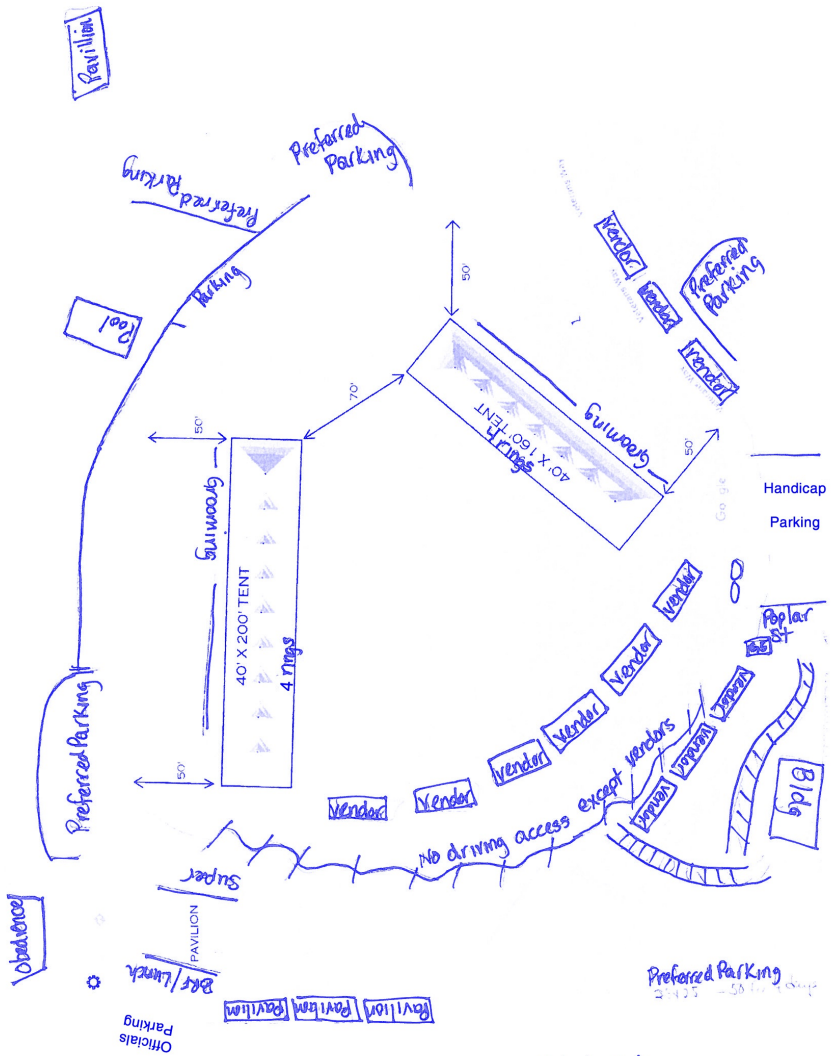 Pavillion
Preferred
Parking
Preferred
Parking
Parking
Pool
50'
70'
50'
50'
vendor
vendor
vendor
Preferred
Parking
40' X 160' TENT
4 rings
Grooming
50'
Handicap
Parking
Grooming
40' X 200' TENT
4 rings
50'
Preferred Parking
vendor
vendor
vendor
vendor
vendor
vendor
Poplar
St
vendor
vendor
vendor
Bldg
No driving access except vendors
Super
PAVILION
BRF/Lunch
Obedience
Officials
Parking
Pavilion
Pavilion
Pavilion
Preferred Parking